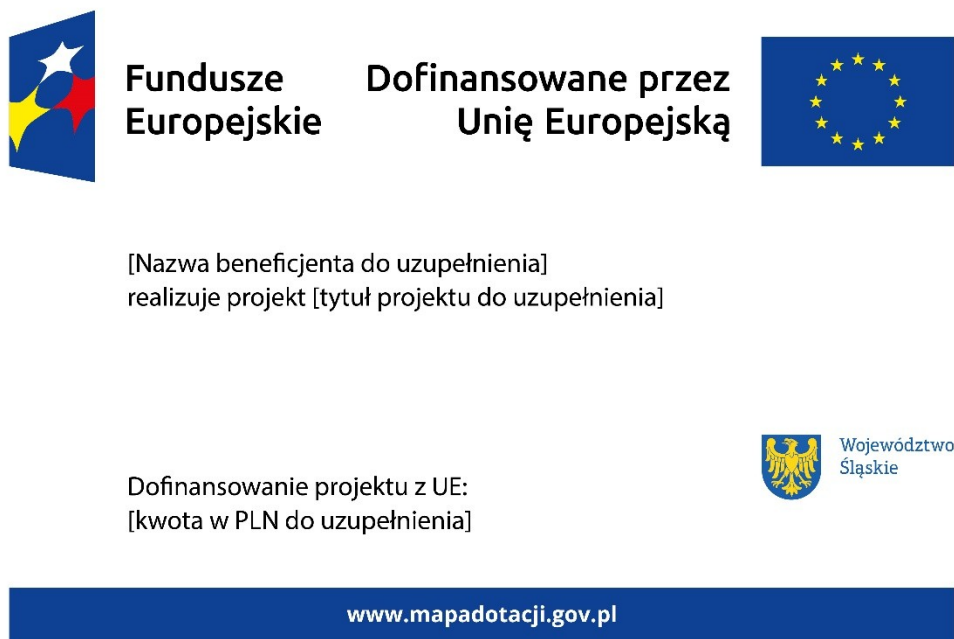 Fundusze
Europejskie
Dofinansowane przez
Unię Europejską
[Nazwa beneficjenta do uzupełnienia]
realizuje projekt [tytuł projektu do uzupełnienia]
Województwo
Śląskie
Dofinansowanie projektu z UE:
[kwota w PLN do uzupełnienia]
www.mapadotacji.gov.pl